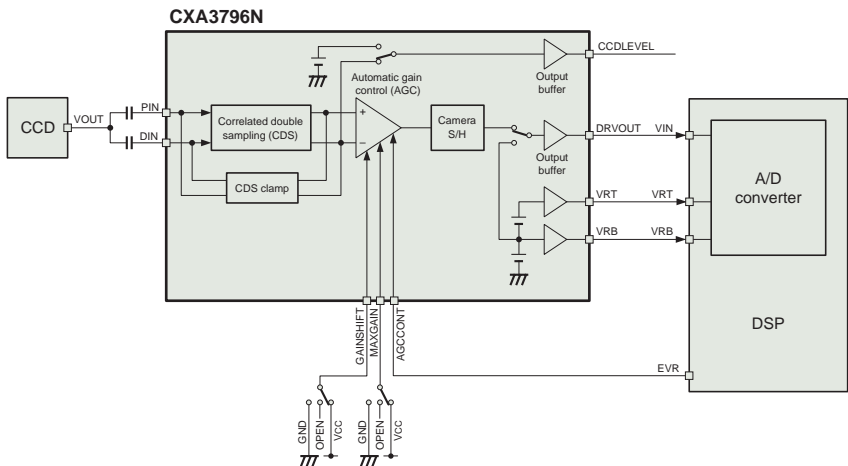 CXA3796N
CCD
VOUT
PIN
DIN
Correlated double
sampling (CDS)
CDS clamp
Automatic gain
control (AGC)
+
–
Camera
S/H
Output
buffer
CCDLEVEL
Output
buffer
DRVOUT
VIN
VRT
VRT
VRB
VRB
A/D
converter
DSP
EVR
GAINSHIFT
MAXGAIN
AGCCONT
GND
OPEN
VCC
GND
OPEN
VCC